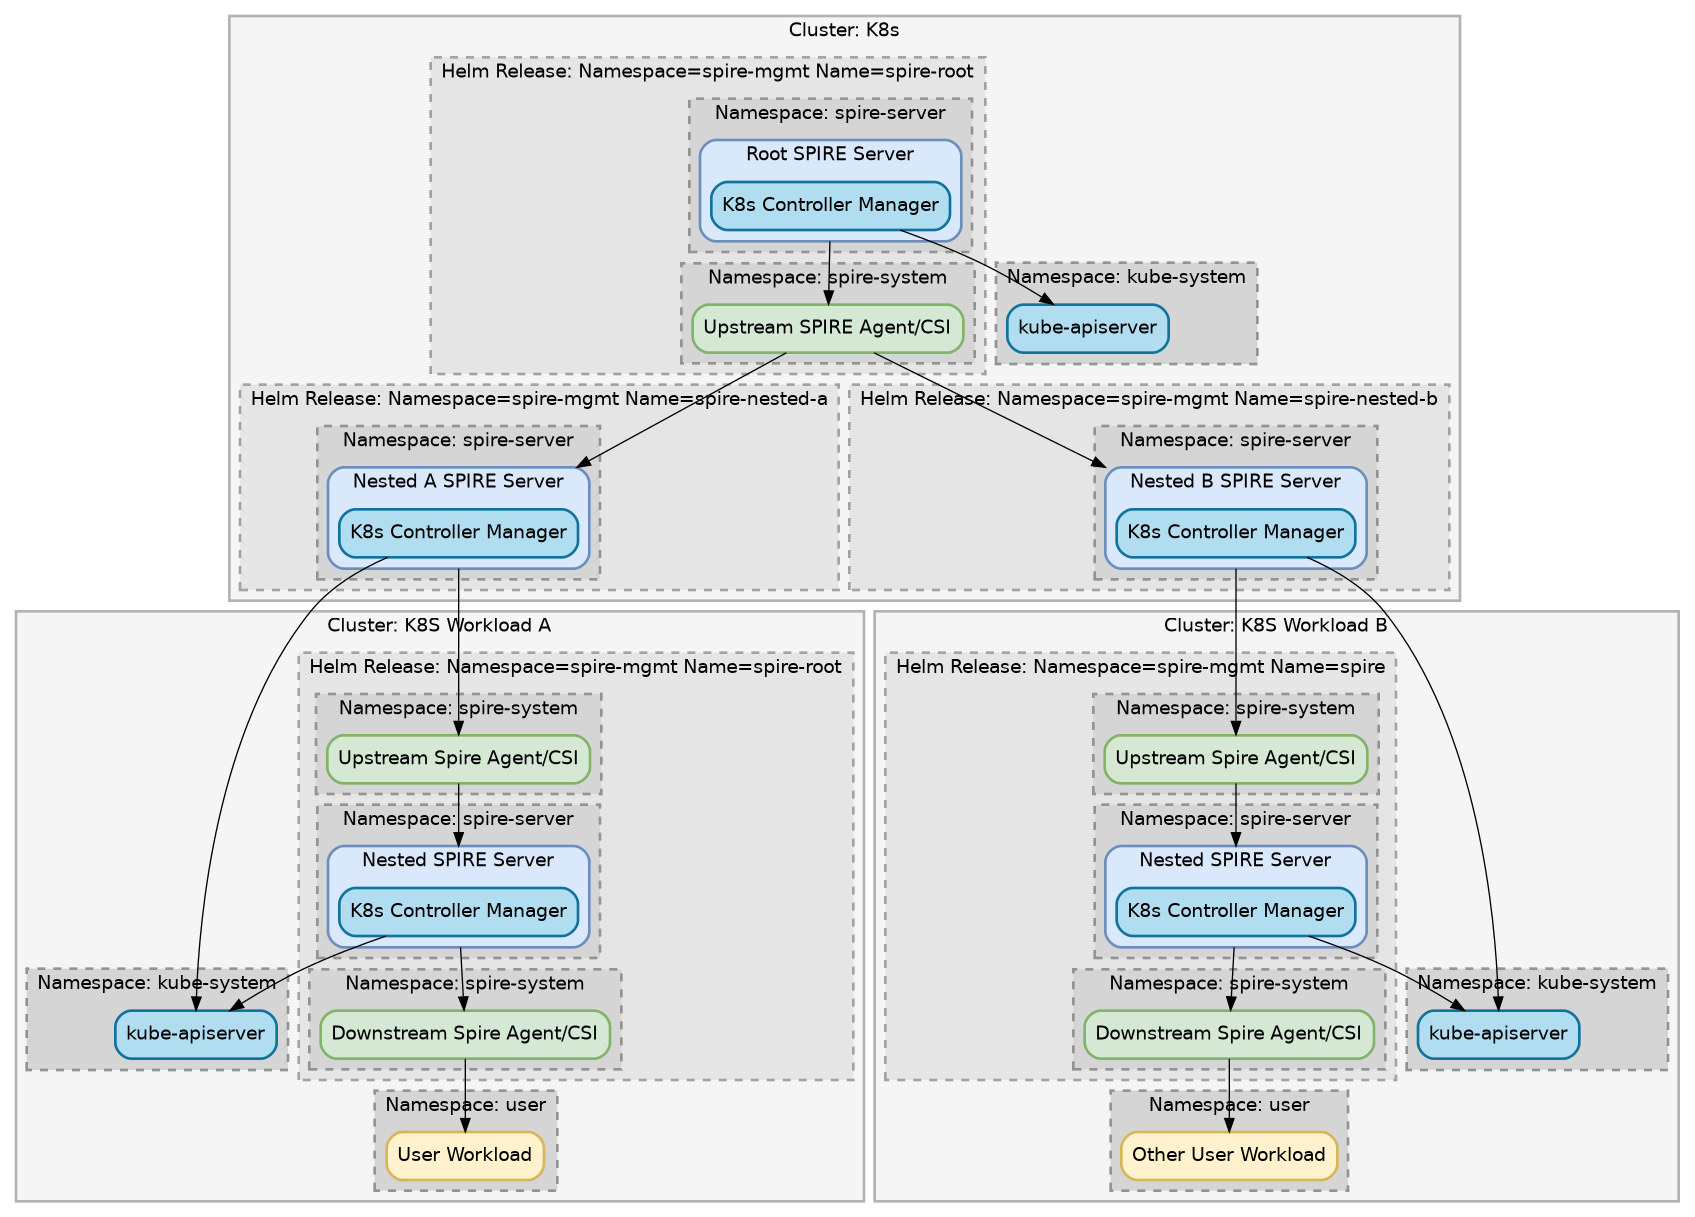 Cluster: K8s
Helm Release: Namespace=spire-mgmt Name=spire-root
Namespace: spire-server
Root SPIRE Server
K8s Controller Manager
Namespace: spire-system
Upstream SPIRE Agent/CSI
Namespace: kube-system
kube-apiserver
Helm Release: Namespace=spire-mgmt Name=spire-nested-a
Namespace: spire-server
Nested A SPIRE Server
K8s Controller Manager
Helm Release: Namespace=spire-mgmt Name=spire-nested-b
Namespace: spire-server
Nested B SPIRE Server
K8s Controller Manager
Cluster: K8S Workload A
Helm Release: Namespace=spire-mgmt Name=spire-root
Namespace: spire-system
Upstream Spire Agent/CSI
Namespace: spire-server
Nested SPIRE Server
K8s Controller Manager
Namespace: kube-system
kube-apiserver
Namespace: spire-system
Downstream Spire Agent/CSI
Namespace: user
User Workload
Cluster: K8S Workload B
Helm Release: Namespace=spire-mgmt Name=spire
Namespace: spire-system
Upstream Spire Agent/CSI
Namespace: spire-server
Nested SPIRE Server
K8s Controller Manager
Namespace: spire-system
Downstream Spire Agent/CSI
Namespace: kube-system
kube-apiserver
Namespace: user
Other User Workload